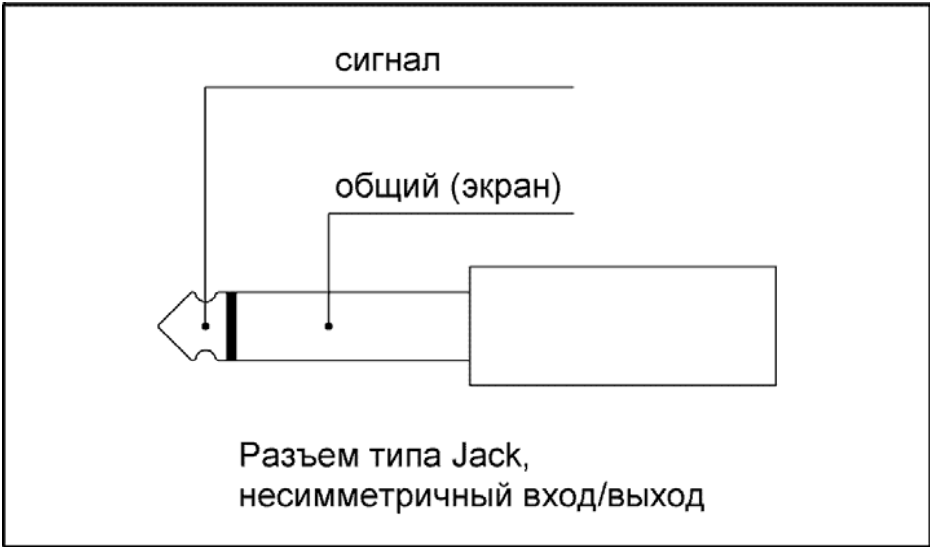 сигнал
общий (экран)
Разъем типа Jack,
несимметричный вход/выход